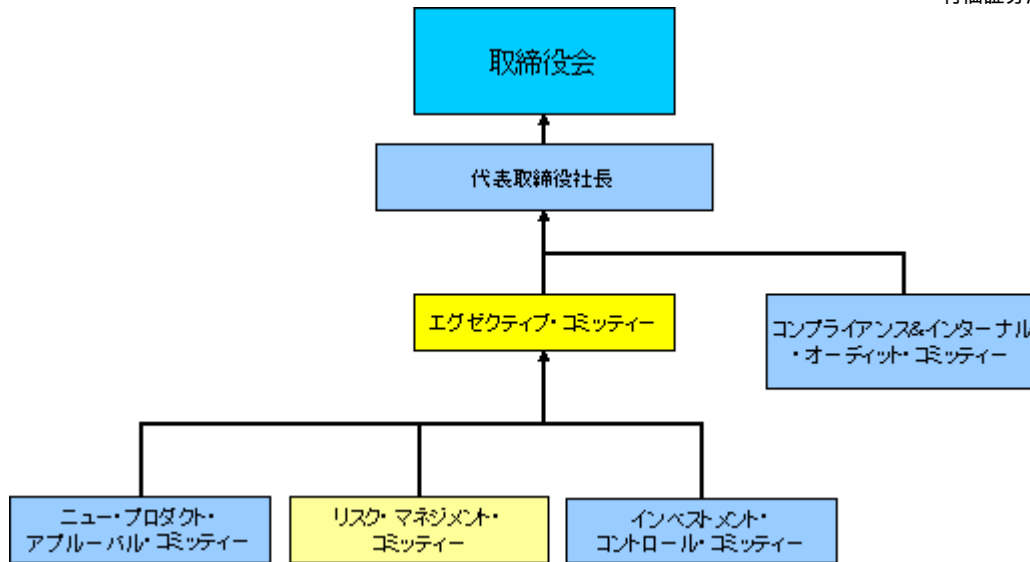 取締役会
代表取締役社長
エグゼクティブ・コミッティー
コンプライアンス&インターナル
・オーディット・コミッティー
ニュー・プロダクト・
アプルーバル・コミッティー
リスク・マネジメント・
コミッティー
インベストメント・
コントロール・コミッティー